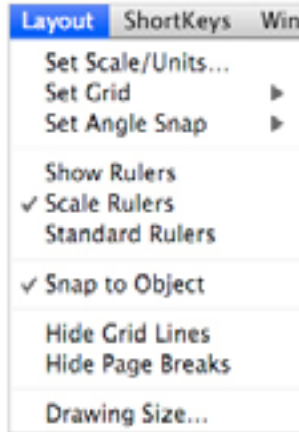 Layout ShortKeys Win
Set Scale/Units...
Set Grid
Set Angle Snap
Show Rulers
✓ Scale Rulers
Standard Rulers
✓ Snap to Object
Hide Grid Lines
Hide Page Breaks
Drawing Size...